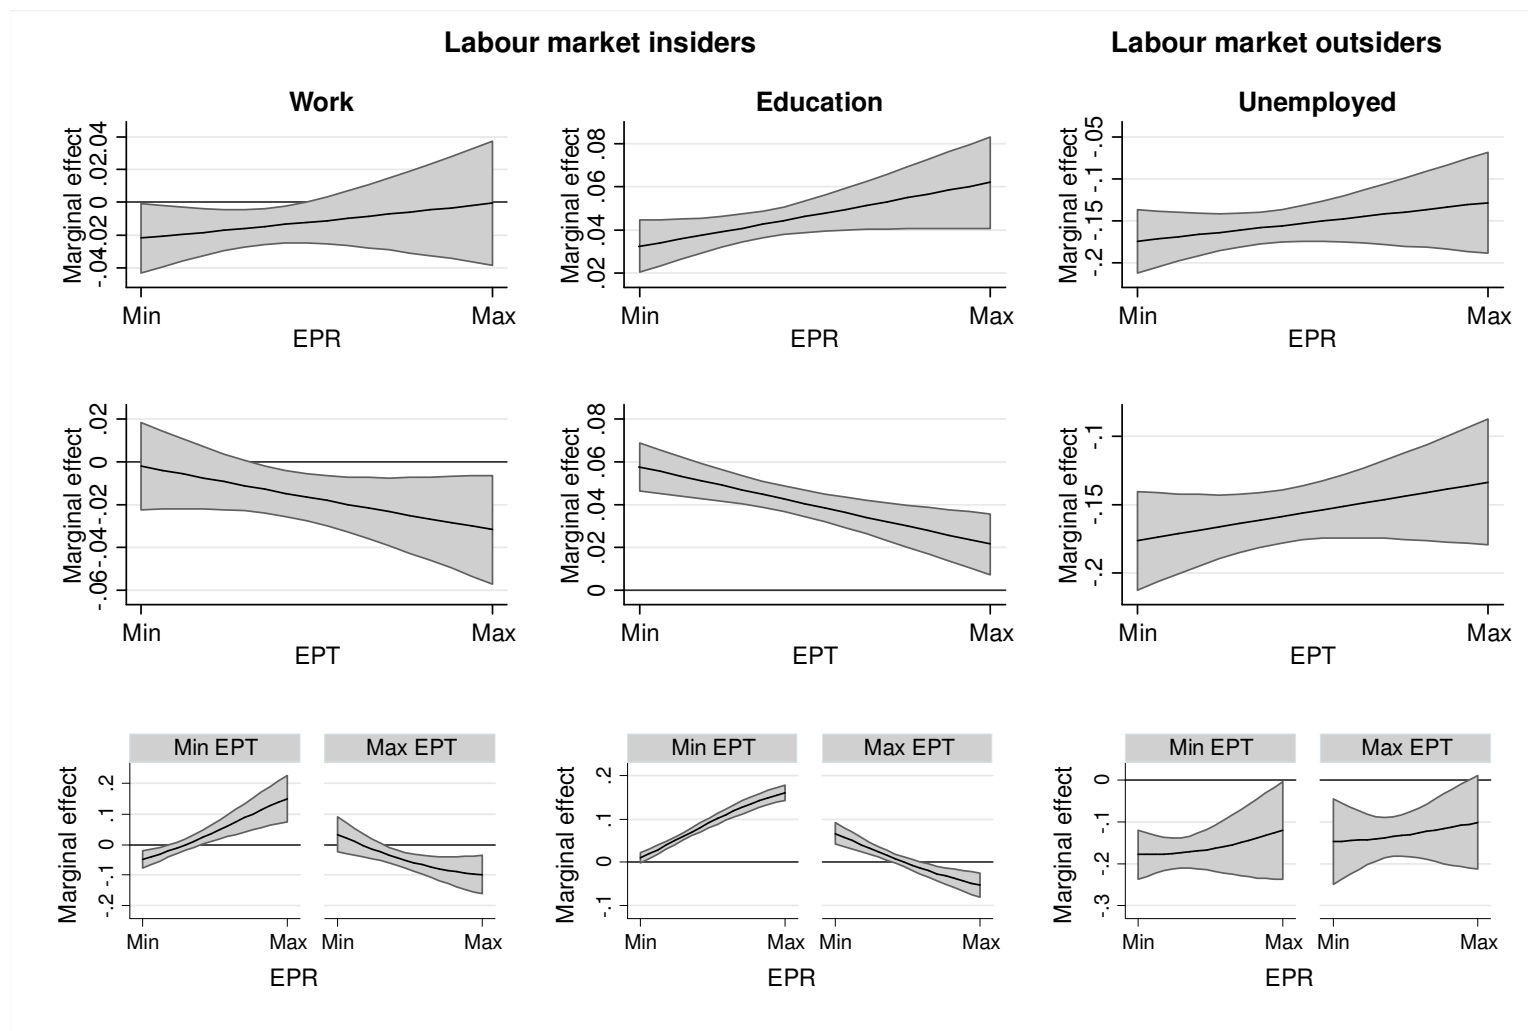 Labour market insiders Labour market outsiders
Work Education Unemployed
Marginal effect
-.04 -.02 0 .02 .04
Min Max
EPR
Marginal effect
.02 .04 .06 .08
Min Max
EPR
Marginal effect
-.2 -.15 -.1 -.05
Min Max
EPR
Marginal effect
-.06 -.04 -.02 0 .02
Min Max
EPT
Marginal effect
0 .02 .04 .06 .08
Min Max
EPT
Marginal effect
-.2 -.15 -.1
Min Max
EPT
Min EPT Max EPT
Marginal effect
-.2 -.1 0 .1 .2
Min Max Min Max
EPR
Min EPT Max EPT
Marginal effect
-.1 0 .1 .2
Min Max Min Max
EPR
Min EPT Max EPT
Marginal effect
-.3 -.2 -.1 0
Min Max Min Max
EPR